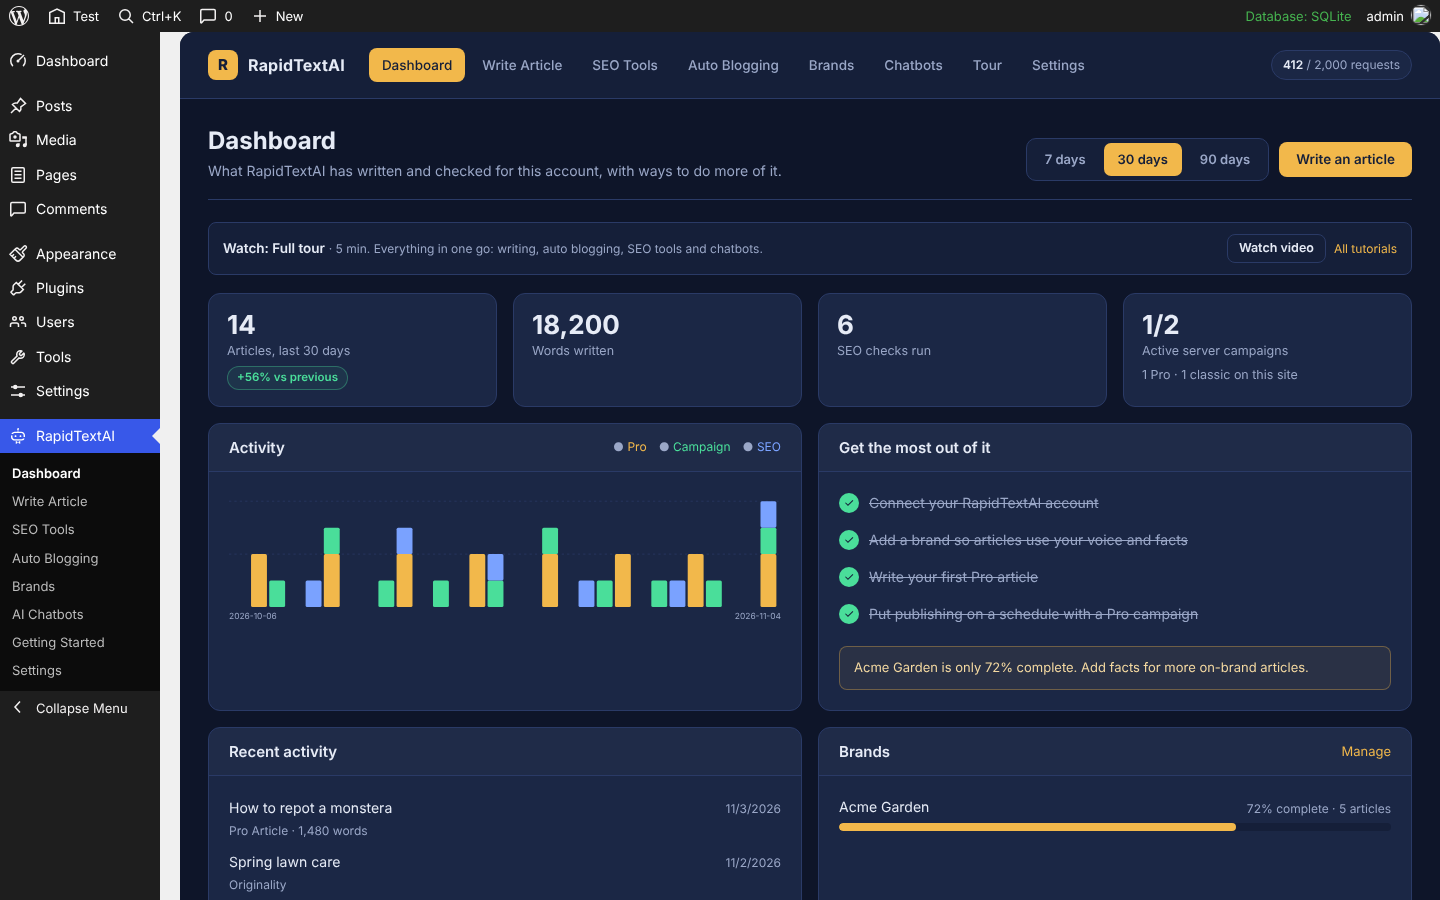 Test
Ctrl+K
0
New
Database: SQLite
admin
Dashboard
Posts
Media
Pages
Comments
Appearance
Plugins
Users
Tools
Settings
RapidTextAI
Dashboard
Write Article
SEO Tools
Auto Blogging
Brands
AI Chatbots
Getting Started
Settings
Collapse Menu
R RapidTextAI
Dashboard
Write Article
SEO Tools
Auto Blogging
Brands
Chatbots
Tour
Settings
412 / 2,000 requests
Dashboard
What RapidTextAI has written and checked for this account, with ways to do more of it.
7 days
30 days
90 days
Write an article
Watch: Full tour · 5 min. Everything in one go: writing, auto blogging, SEO tools and chatbots.
Watch video
All tutorials
14
Articles, last 30 days
+56% vs previous
18,200
Words written
6
SEO checks run
1/2
Active server campaigns
1 Pro · 1 classic on this site
Activity
Pro
Campaign
SEO
2026-10-06
2026-11-04
Get the most out of it
Connect your RapidTextAI account
Add a brand so articles use your voice and facts
Write your first Pro article
Put publishing on a schedule with a Pro campaign
Acme Garden is only 72% complete. Add facts for more on-brand articles.
Recent activity
How to repot a monstera
11/3/2026
Pro Article · 1,480 words
Spring lawn care
11/2/2026
Originality
Brands
Manage
Acme Garden
72% complete · 5 articles